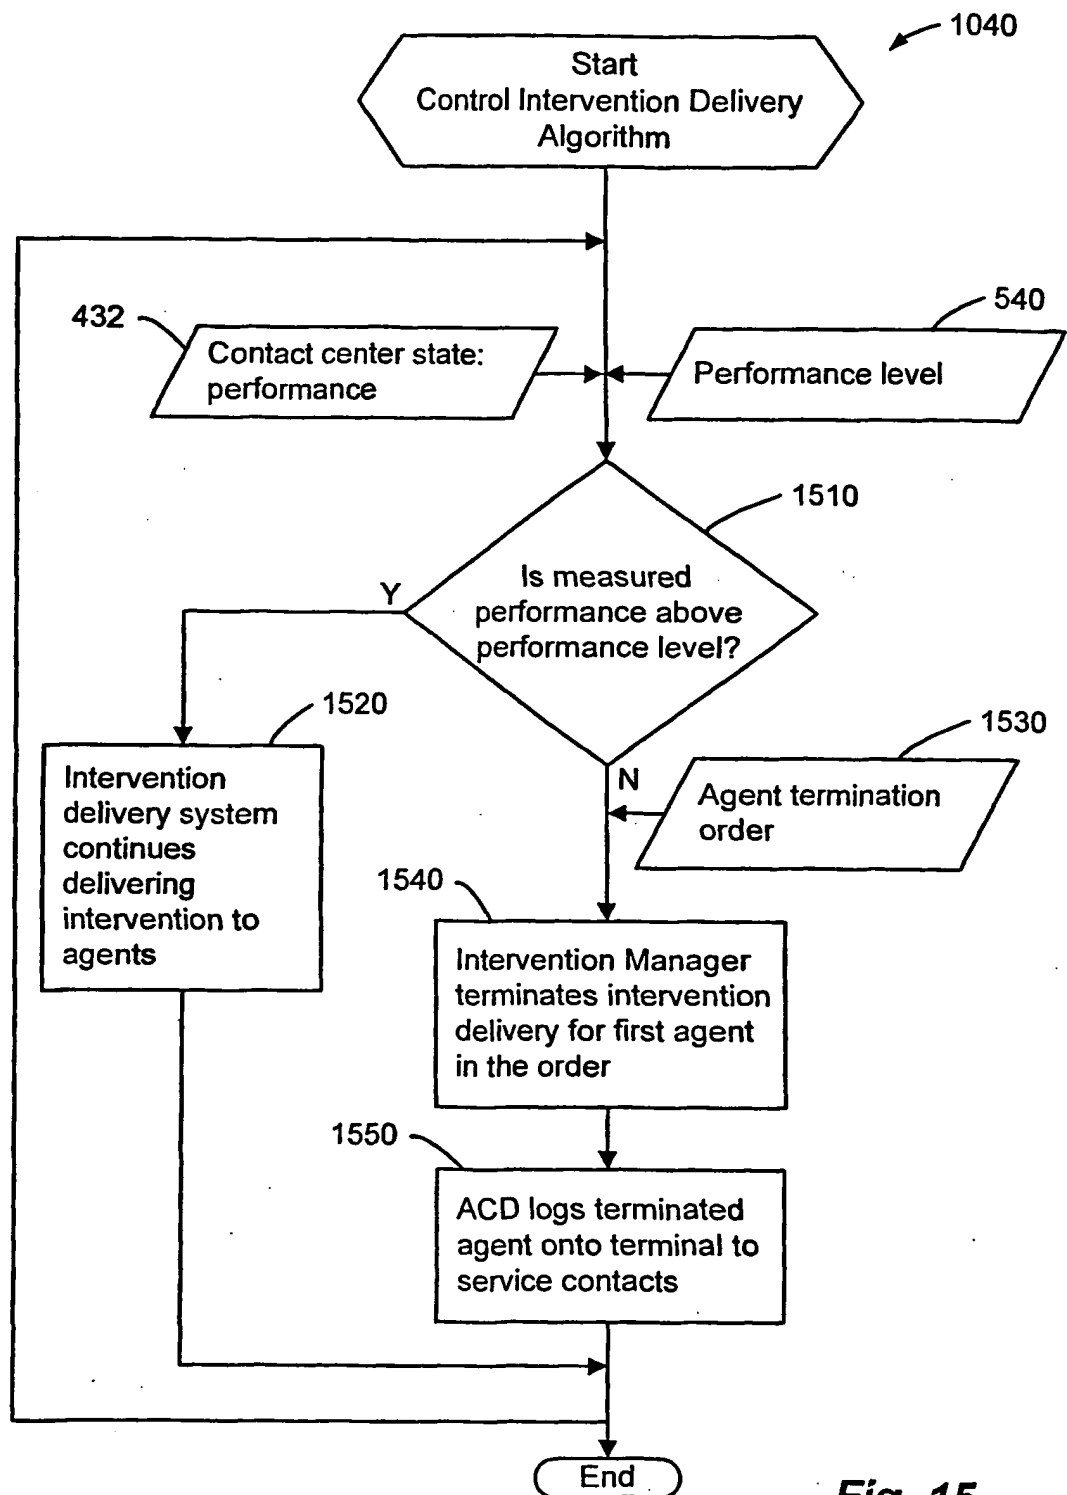 1040
Start
Control Intervention Delivery
Algorithm
432
540
Contact center state:
performance
Performance level
1510
Is measured
performance above
performance level?
Y
1520
1530
N
Intervention
delivery system
continues
delivering
intervention to
agents
Agent termination
order
1540
Intervention Manager
terminates intervention
delivery for first agent
in the order
1550
ACD logs terminated
agent onto terminal to
service contacts
End
Fig. 15